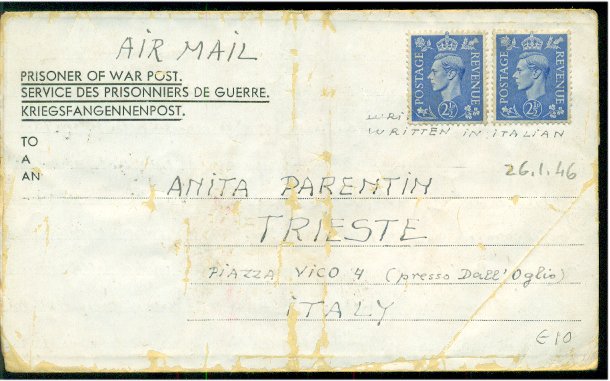 AIR MAIL
PRISONER OF WAR POST.
SERVICE DES PRISONNIERS DE GUERRE.
KRIEGSFANGENNENPOST.
POSTAGE REVENUE
2½D
POSTAGE REVENUE
2½D
WRI
WRITTEN IN ITALIAN
TO
A
AN
26.1.46
ANITA PARENTIN
TRIESTE
PIAZZA VICO 4 (presso Dall'Oglio)
ITALY
£10